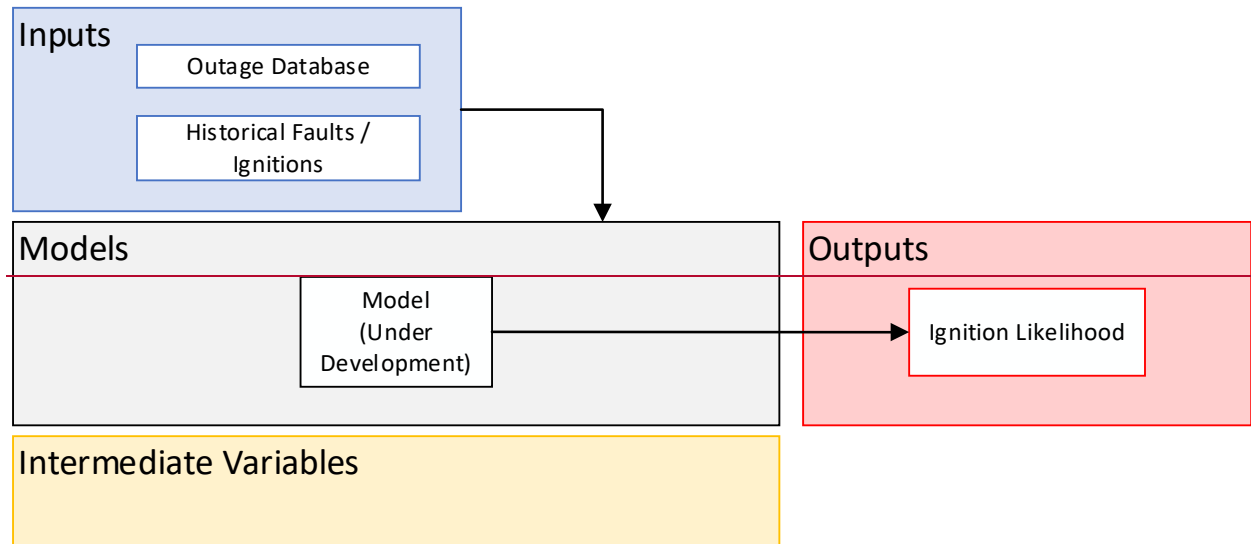 Inputs
Outage Database
Historical Faults /
Ignitions
Models
Model
(Under
Development)
Outputs
Ignition Likelihood
Intermediate Variables